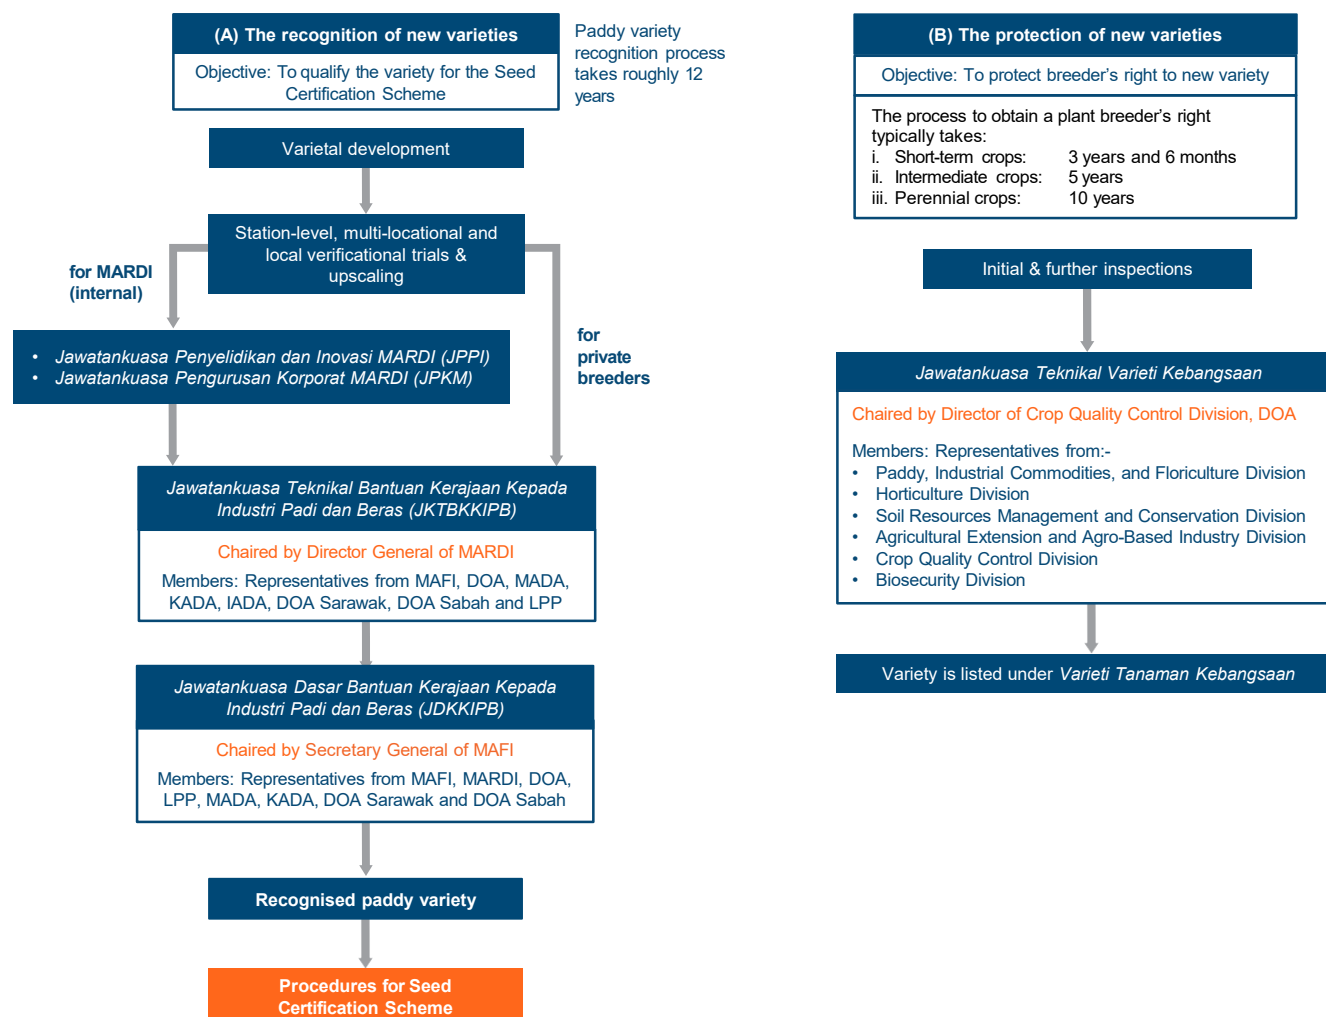 (A) The recognition of new varieties
Objective: To qualify the variety for the Seed
Certification Scheme
Paddy variety
recognition process
takes roughly 12
years
Varietal development
Station-level, multi-locational and
local verificational trials &
upscaling
for MARDI
(internal)
for
private
breeders
• Jawatankuasa Penyelidikan dan Inovasi MARDI (JPPI)
• Jawatankuasa Pengurusan Korporat MARDI (JPKM)
Jawatankuasa Teknikal Bantuan Kerajaan Kepada
Industri Padi dan Beras (JKTBKKIPB)
Chaired by Director General of MARDI
Members: Representatives from MAFI, DOA, MADA,
KADA, IADA, DOA Sarawak, DOA Sabah and LPP
Jawatankuasa Dasar Bantuan Kerajaan Kepada
Industri Padi dan Beras (JDKKIPB)
Chaired by Secretary General of MAFI
Members: Representatives from MAFI, MARDI, DOA,
LPP, MADA, KADA, DOA Sarawak and DOA Sabah
Recognised paddy variety
Procedures for Seed
Certification Scheme
(B) The protection of new varieties
Objective: To protect breeder’s right to new variety
The process to obtain a plant breeder’s right
typically takes:
i. Short-term crops: 3 years and 6 months
ii. Intermediate crops: 5 years
iii. Perennial crops: 10 years
Initial & further inspections
Jawatankuasa Teknikal Varieti Kebangsaan
Chaired by Director of Crop Quality Control Division, DOA
Members: Representatives from:-
• Paddy, Industrial Commodities, and Floriculture Division
• Horticulture Division
• Soil Resources Management and Conservation Division
• Agricultural Extension and Agro-Based Industry Division
• Crop Quality Control Division
• Biosecurity Division
Variety is listed under Varieti Tanaman Kebangsaan